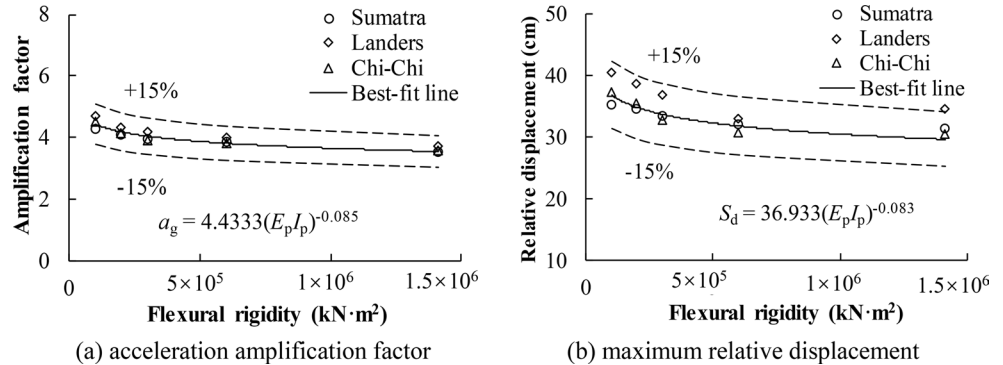 8
6
4
2
0
Amplification factor
Sumatra
Landers
Chi-Chi
Best-fit line
+15%
-15%
a_g = 4.4333(E_pI_p)^-0.085
0 5×10^5 1×10^6 1.5×10^6
Flexural rigidity (kN·m²)
(a) acceleration amplification factor
50
40
30
20
10
Relative displacement (cm)
Sumatra
Landers
Chi-Chi
Best-fit line
+15%
-15%
S_d = 36.933(E_pI_p)^-0.083
0 5×10^5 1×10^6 1.5×10^6
Flexural rigidity (kN·m²)
(b) maximum relative displacement